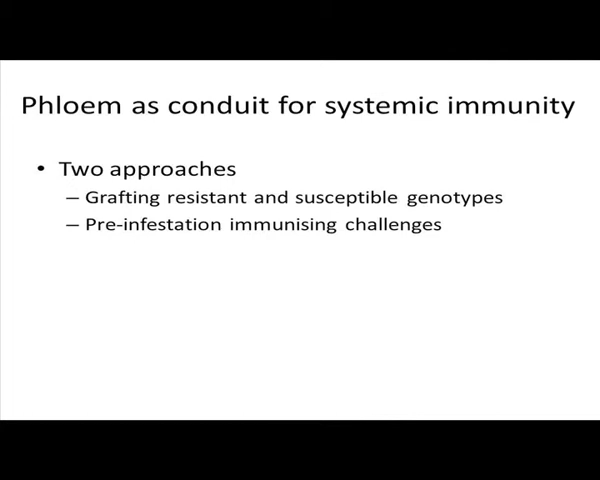 Phloem as conduit for systemic immunity
• Two approaches
– Grafting resistant and susceptible genotypes
– Pre-infestation immunising challenges